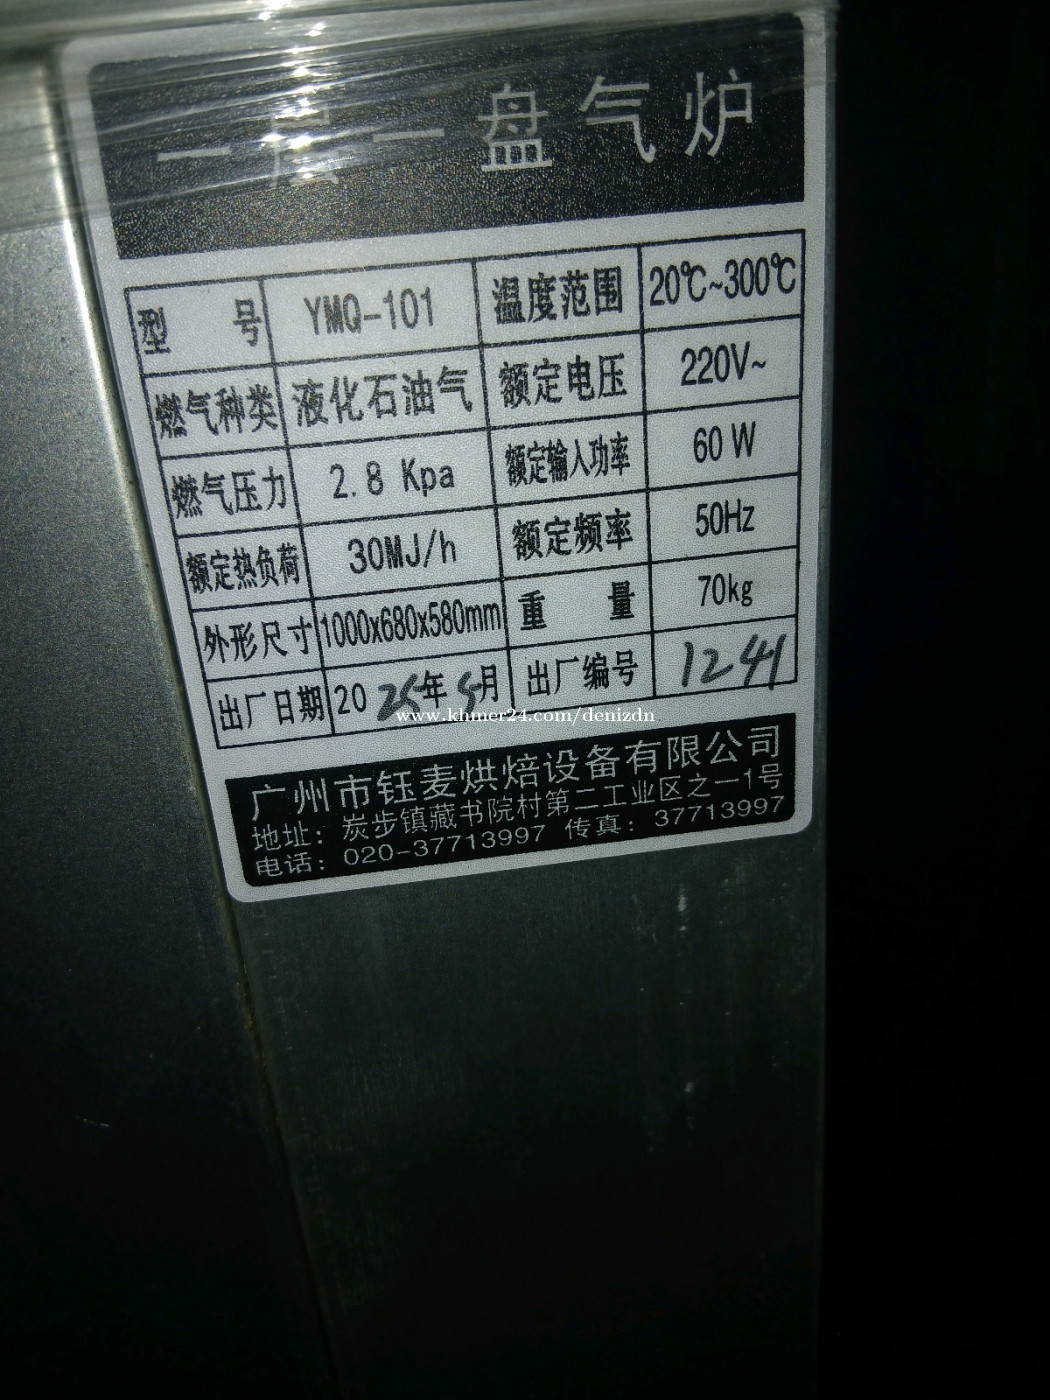 一层一盘气炉
型 号 YMQ-101 温度范围 20℃~300℃
燃气种类 液化石油气 额定电压 220V~
燃气压力 2.8 Kpa 额定输入功率 60 W
额定热负荷 30MJ/h 额定频率 50Hz
外形尺寸 1000x680x580mm 重 量 70kg
出厂日期 2025年5月 出厂编号 1241
www.khmer24.com/denizdn
广州市钰麦烘焙设备有限公司
地址：炭步镇藏书院村第二工业区之一1号
电话：020-37713997 传真：37713997